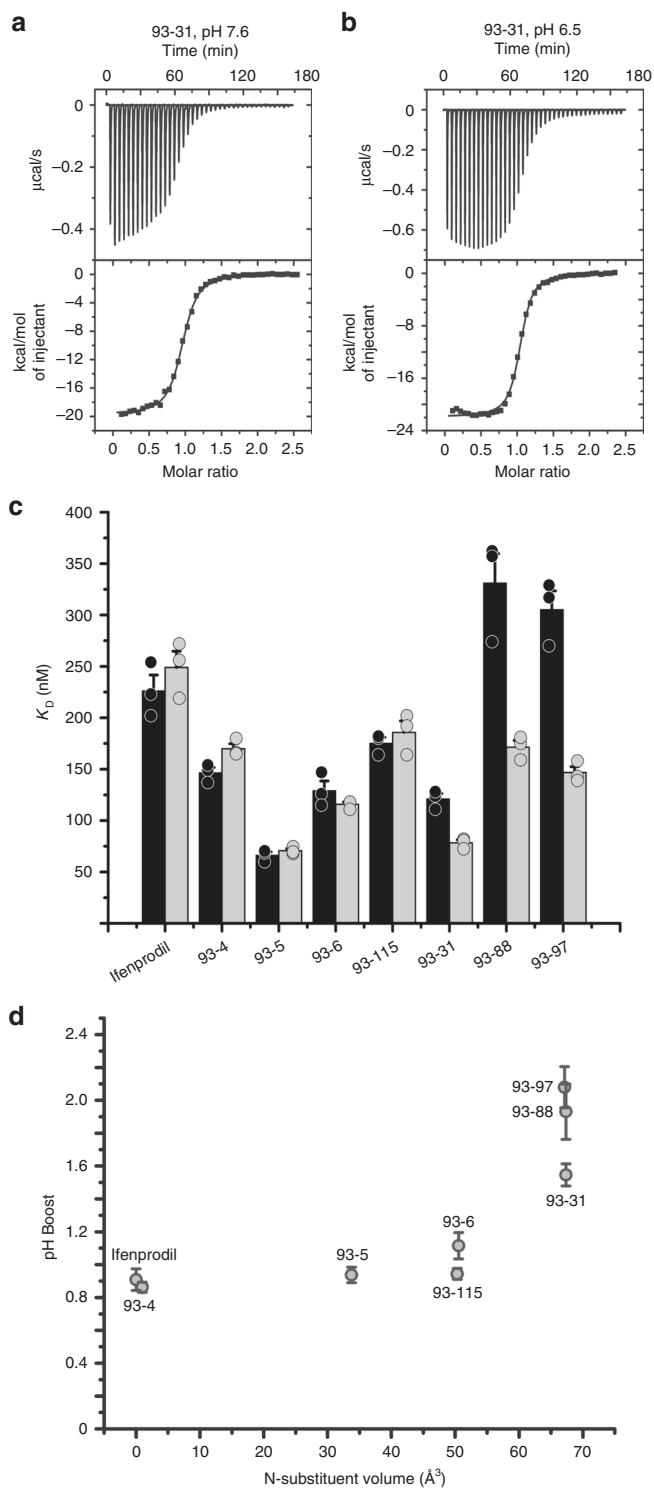 a
93-31, pH 7.6
Time (min)
0 60 120 180
0
−0.2
−0.4
μcal/s
0
−4
−8
−12
−16
−20
kcal/mol
of injectant
0 0.5 1.0 1.5 2.0 2.5
Molar ratio
b
93-31, pH 6.5
Time (min)
0 60 120 180
0
−0.2
−0.4
−0.6
μcal/s
0
−8
−16
−24
kcal/mol
of injectant
0 0.5 1.0 1.5 2.0 2.5
Molar ratio
c
400
350
300
250
200
150
100
50
K_D (nM)
Ifenprodil 93-4 93-5 93-6 93-115 93-31 93-88 93-97
d
2.4
2.0
1.6
1.2
0.8
0.4
0
pH Boost
93-97
93-88
93-31
93-6
93-115
93-5
Ifenprodil
93-4
0 10 20 30 40 50 60 70
N-substituent volume (Å³)